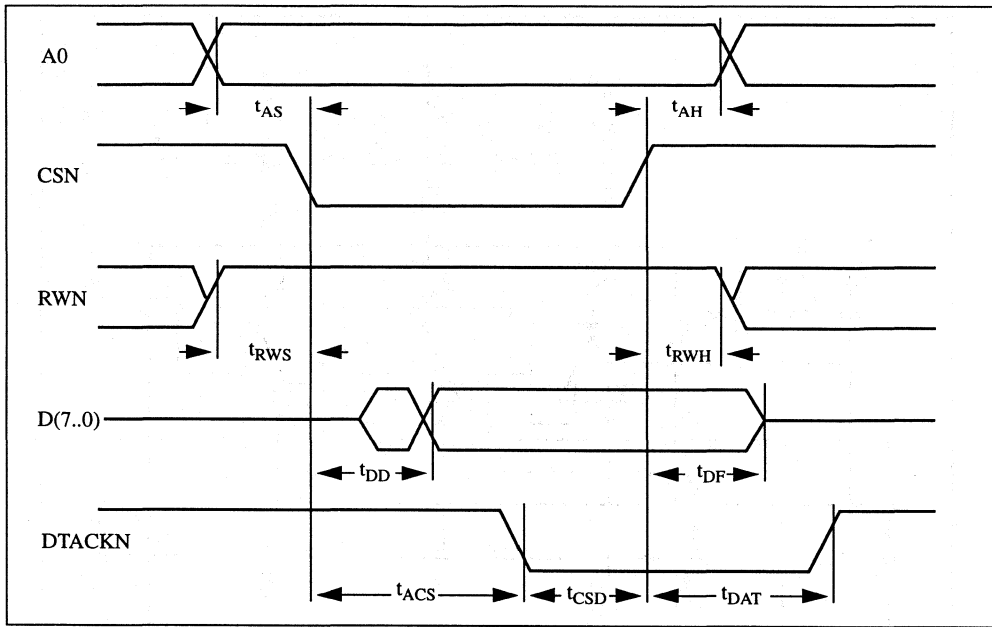 A0
tAS
tAH
CSN
RWN
tRWS
tRWH
D(7..0)
tDD
tDF
DTACKN
tACS
tCSD
tDAT